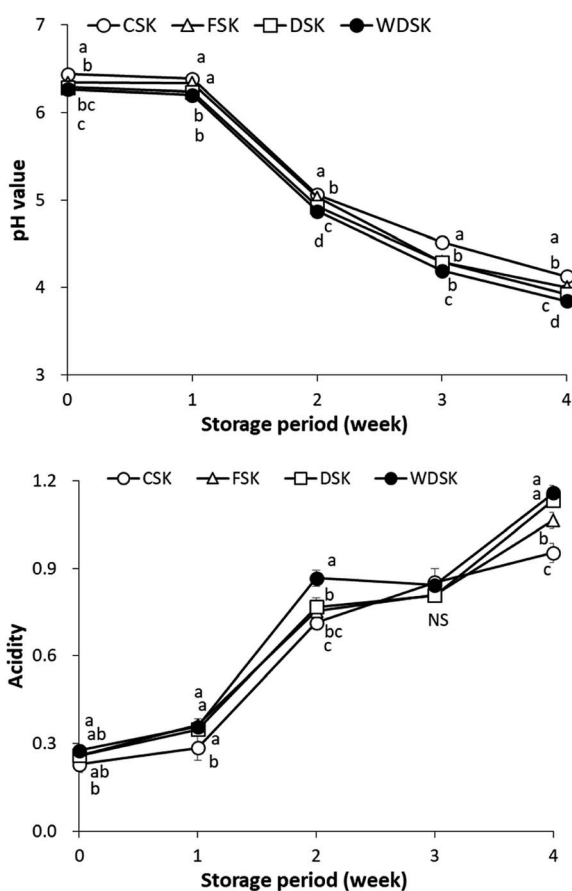 7
CSK FSK DSK WDSK
a a
b a
6
bc b
c b
a
b
5
c a
d b a
b b
4
c c
d
3
0 1 2 3 4
pH value
Storage period (week)
1.2
CSK FSK DSK WDSK
a
a
0.9
a b
b c
bc NS
c
0.6
Acidity
a
a
0.3
a a
ab b
ab
b
0.0
0 1 2 3 4
Storage period (week)